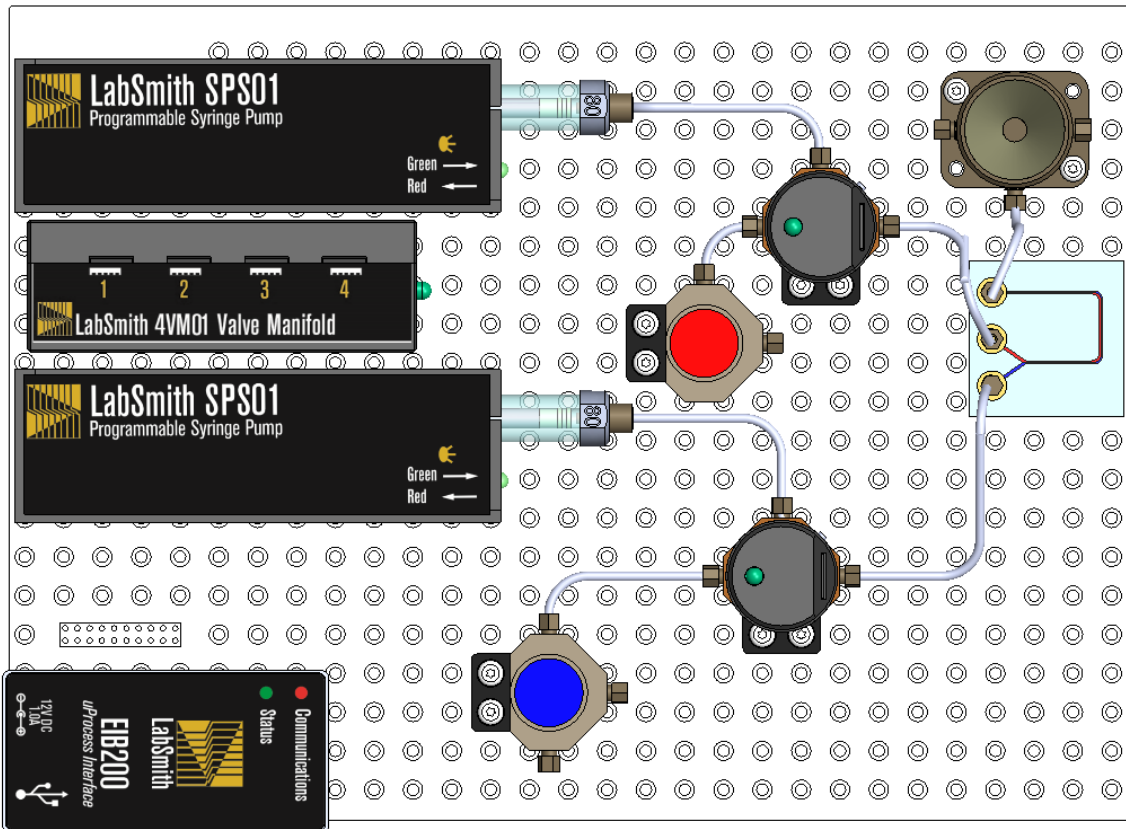 LabSmith SPS01
Programmable Syringe Pump
Green
Red
80
1 2 3 4
LabSmith 4VM01 Valve Manifold
LabSmith SPS01
Programmable Syringe Pump
Green
Red
80
Communications
Status
LabSmith
EIB200
uProcess Interface
12V DC
1.0A